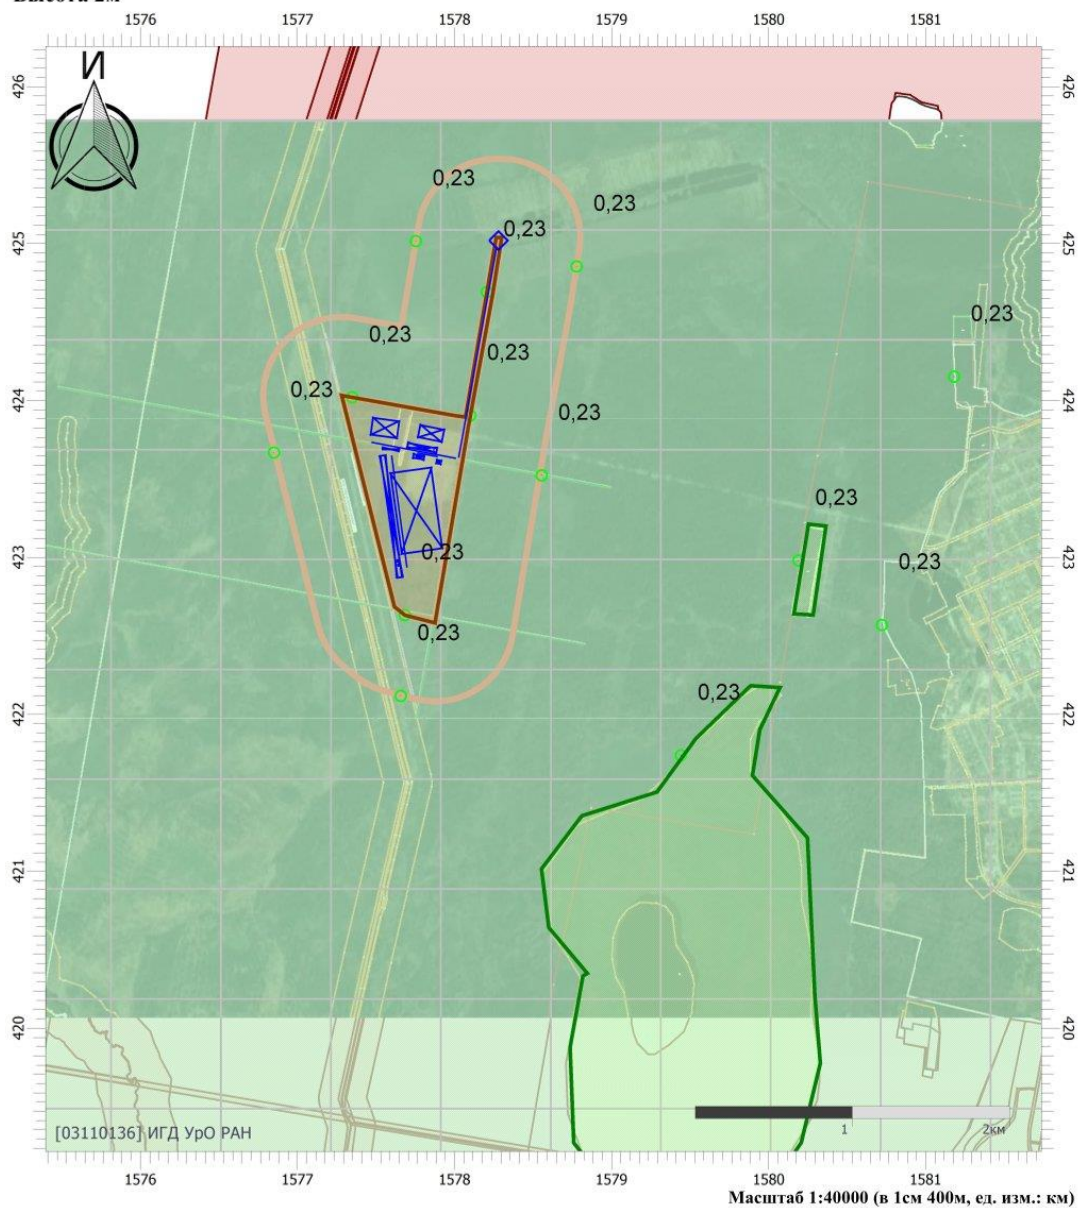 Высота 2м
1576 1577 1578 1579 1580 1581
И
426 426
0,23
0,23
0,23
425 425
0,23
0,23
0,23
0,23
424 424
0,23
0,23
0,23
423 423
0,23
0,23
0,23
422 422
421 421
420 420
[03110136] ИГД УрО РАН
1 2км
1576 1577 1578 1579 1580 1581
Масштаб 1:40000 (в 1см 400м, ед. изм.: км)